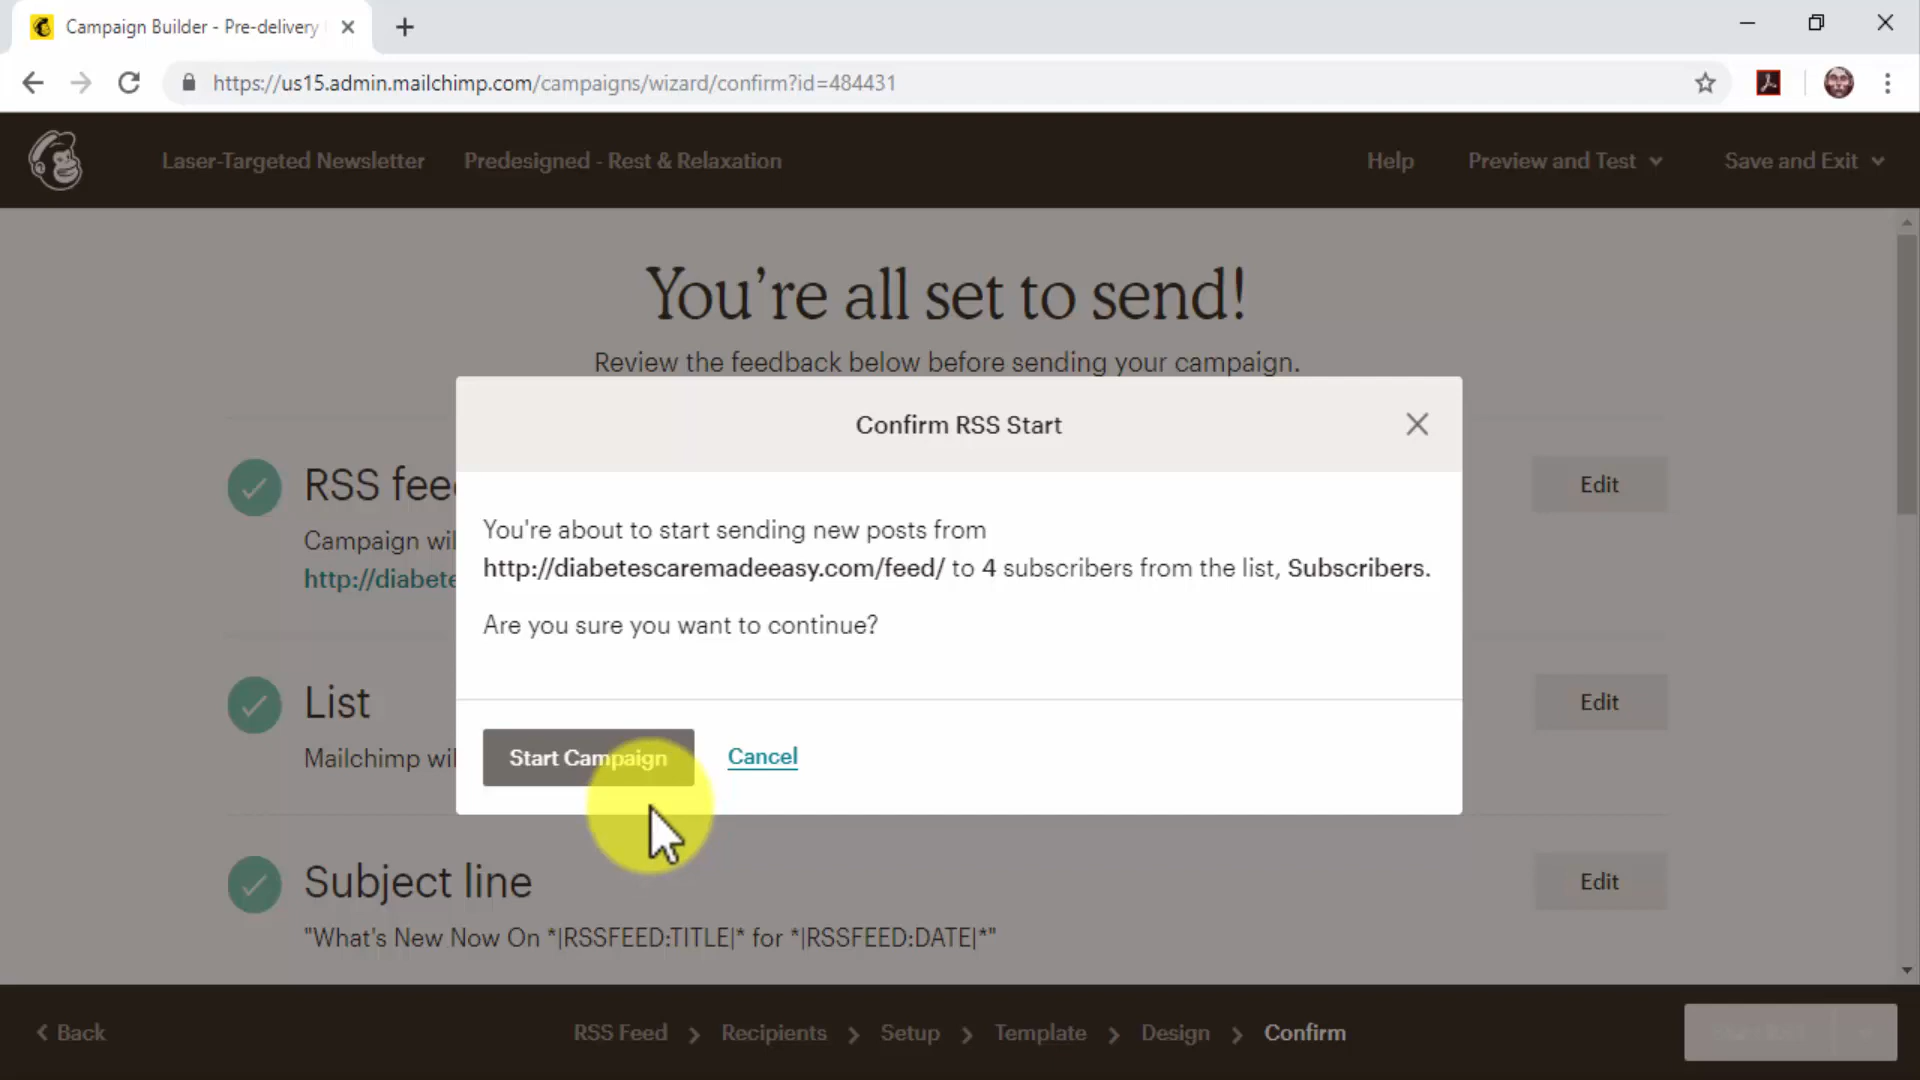 Campaign Builder - Pre-delivery
https://us15.admin.mailchimp.com/campaigns/wizard/confirm?id=484431
Laser-Targeted Newsletter
Predesigned - Rest & Relaxation
Help
Preview and Test
Save and Exit
You're all set to send!
Review the feedback below before sending your campaign.
Confirm RSS Start
RSS fee
Edit
You're about to start sending new posts from
Campaign wil
http://diabetescaremadeeasy.com/feed/ to 4 subscribers from the list, Subscribers.
http://diabete
Are you sure you want to continue?
List
Edit
Mailchimp wil
Start Campaign
Cancel
Subject line
Edit
"What's New Now On *|RSSFEED:TITLE|* for *|RSSFEED:DATE|*"
Back
RSS Feed
Recipients
Setup
Template
Design
Confirm